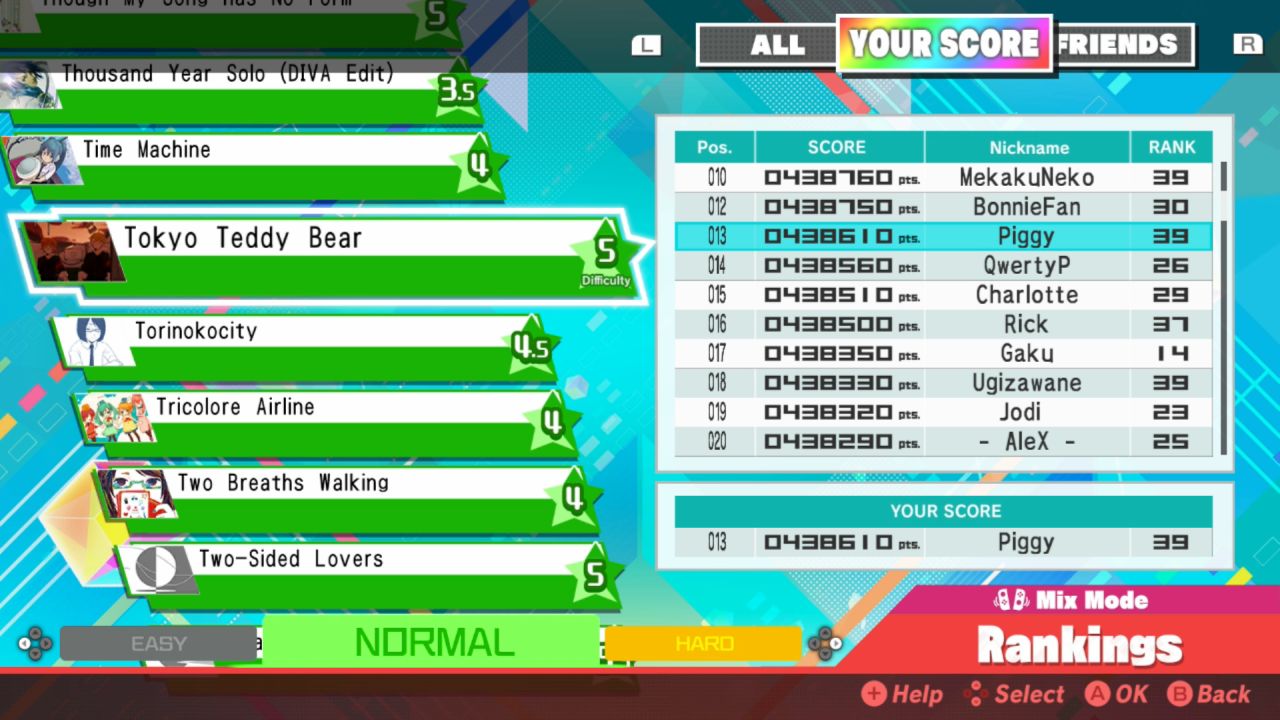 Though My Song Has No Form
5
Thousand Year Solo (DIVA Edit)
3.5
Time Machine
4
Tokyo Teddy Bear
5
Difficulty
Torinokocity
4.5
Tricolore Airline
4
Two Breaths Walking
4
Two-Sided Lovers
5
EASY
NORMAL
HARD
L
ALL
YOUR SCORE
FRIENDS
R
Pos. SCORE Nickname RANK
010 0438760 pts. MekakuNeko 39
012 0438750 pts. BonnieFan 30
013 0438610 pts. Piggy 39
014 0438560 pts. QwertyP 26
015 0438510 pts. Charlotte 29
016 0438500 pts. Rick 37
017 0438350 pts. Gaku 14
018 0438330 pts. Ugizawane 39
019 0438320 pts. Jodi 23
020 0438290 pts. - AleX - 25
YOUR SCORE
013 0438610 pts. Piggy 39
Mix Mode
Rankings
+ Help Select A OK B Back